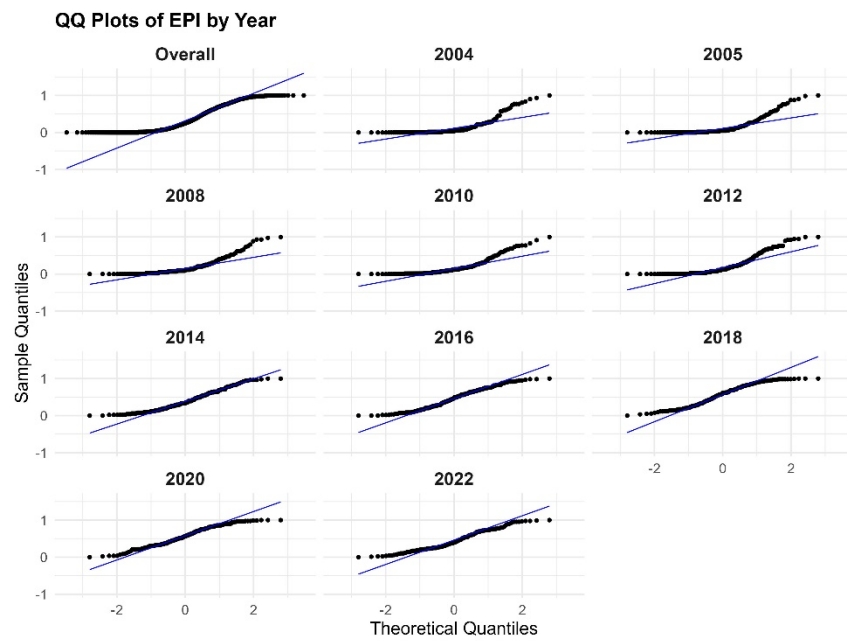 QQ Plots of EPI by Year
Overall 2004 2005
1
0
-1
2008 2010 2012
1
0
-1
2014 2016 2018
1
0
-1
-2 0 2
2020 2022
1
0
-1
-2 0 2 -2 0 2
Theoretical Quantiles
Sample Quantiles